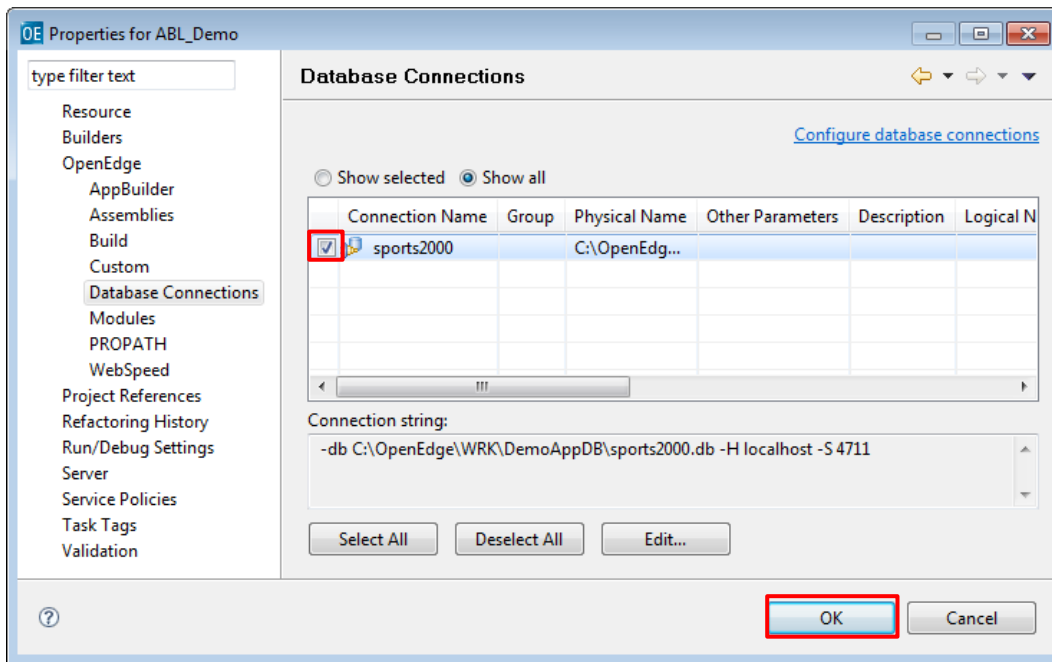 OE Properties for ABL_Demo
type filter text
Database Connections
Resource
Builders
OpenEdge
AppBuilder
Assemblies
Build
Custom
Database Connections
Modules
PROPATH
WebSpeed
Project References
Refactoring History
Run/Debug Settings
Server
Service Policies
Task Tags
Validation
Configure database connections
Show selected Show all
Connection Name Group Physical Name Other Parameters Description Logical N
sports2000 C:\OpenEdg...
Connection string:
-db C:\OpenEdge\WRK\DemoAppDB\sports2000.db -H localhost -S 4711
Select All Deselect All Edit...
? OK Cancel